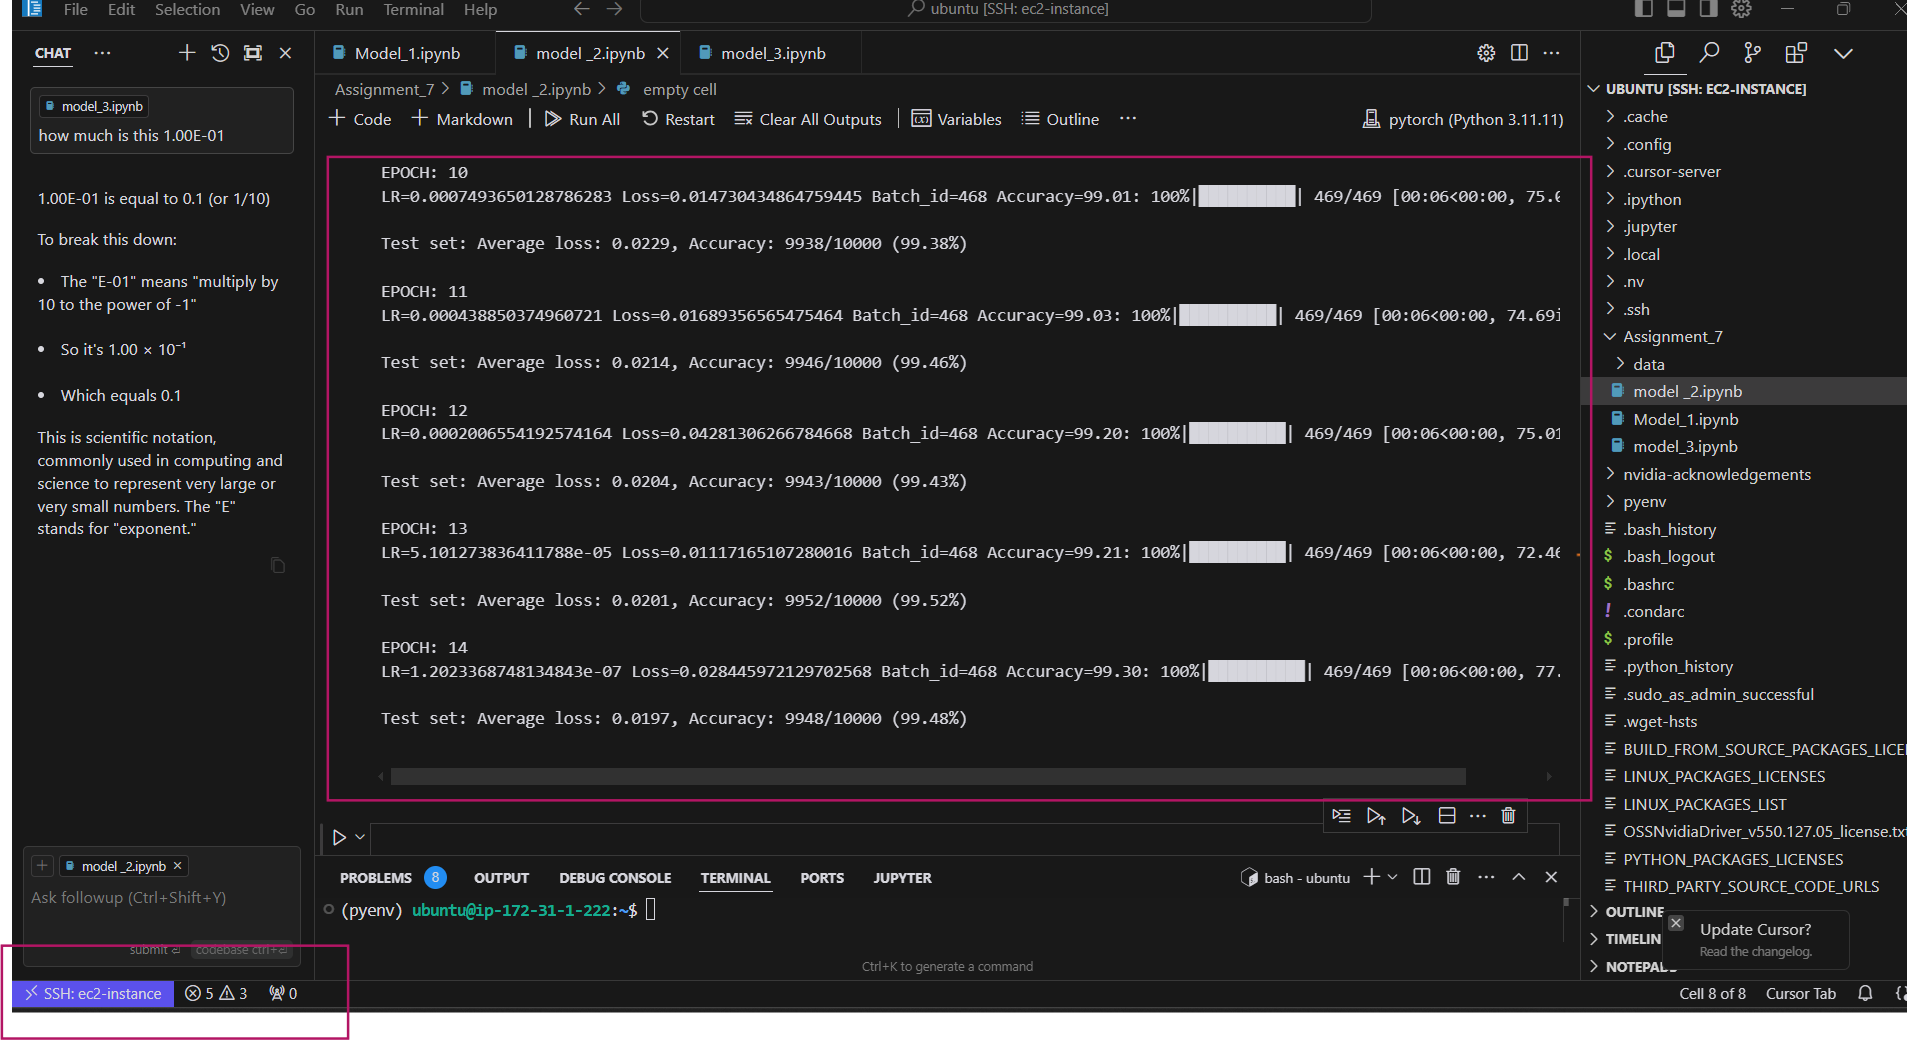 File Edit Selection View Go Run Terminal Help
ubuntu [SSH: ec2-instance]
CHAT
model_3.ipynb
how much is this 1.00E-01
1.00E-01 is equal to 0.1 (or 1/10)
To break this down:
• The "E-01" means "multiply by
10 to the power of -1"
• So it's 1.00 × 10⁻¹
• Which equals 0.1
This is scientific notation,
commonly used in computing and
science to represent very large or
very small numbers. The "E"
stands for "exponent."
model _2.ipynb
Ask followup (Ctrl+Shift+Y)
submit codebase ctrl+
Model_1.ipynb model _2.ipynb model_3.ipynb
Assignment_7 > model _2.ipynb > empty cell
Code Markdown Run All Restart Clear All Outputs Variables Outline pytorch (Python 3.11.11)
EPOCH: 10
LR=0.0007493650128786283 Loss=0.014730434864759445 Batch_id=468 Accuracy=99.01: 100%|██████████| 469/469 [00:06<00:00, 75.0
Test set: Average loss: 0.0229, Accuracy: 9938/10000 (99.38%)
EPOCH: 11
LR=0.000438850374960721 Loss=0.01689356565475464 Batch_id=468 Accuracy=99.03: 100%|██████████| 469/469 [00:06<00:00, 74.69i
Test set: Average loss: 0.0214, Accuracy: 9946/10000 (99.46%)
EPOCH: 12
LR=0.0002006554192574164 Loss=0.04281306266784668 Batch_id=468 Accuracy=99.20: 100%|██████████| 469/469 [00:06<00:00, 75.01
Test set: Average loss: 0.0204, Accuracy: 9943/10000 (99.43%)
EPOCH: 13
LR=5.101273836411788e-05 Loss=0.01117165107280016 Batch_id=468 Accuracy=99.21: 100%|██████████| 469/469 [00:06<00:00, 72.46
Test set: Average loss: 0.0201, Accuracy: 9952/10000 (99.52%)
EPOCH: 14
LR=1.2023368748134843e-07 Loss=0.028445972129702568 Batch_id=468 Accuracy=99.30: 100%|██████████| 469/469 [00:06<00:00, 77.
Test set: Average loss: 0.0197, Accuracy: 9948/10000 (99.48%)
PROBLEMS 8 OUTPUT DEBUG CONSOLE TERMINAL PORTS JUPYTER bash - ubuntu
(pyenv) ubuntu@ip-172-31-1-222:~$
Ctrl+K to generate a command
UBUNTU [SSH: EC2-INSTANCE]
.cache
.config
.cursor-server
.ipython
.jupyter
.local
.nv
.ssh
Assignment_7
data
model _2.ipynb
Model_1.ipynb
model_3.ipynb
nvidia-acknowledgements
pyenv
.bash_history
.bash_logout
.bashrc
.condarc
.profile
.python_history
.sudo_as_admin_successful
.wget-hsts
BUILD_FROM_SOURCE_PACKAGES_LICE
LINUX_PACKAGES_LICENSES
LINUX_PACKAGES_LIST
OSSNvidiaDriver_v550.127.05_license.txt
PYTHON_PACKAGES_LICENSES
THIRD_PARTY_SOURCE_CODE_URLS
OUTLINE
TIMELIN
NOTEPADS
Update Cursor?
Read the changelog.
SSH: ec2-instance 5 3 0
Cell 8 of 8 Cursor Tab